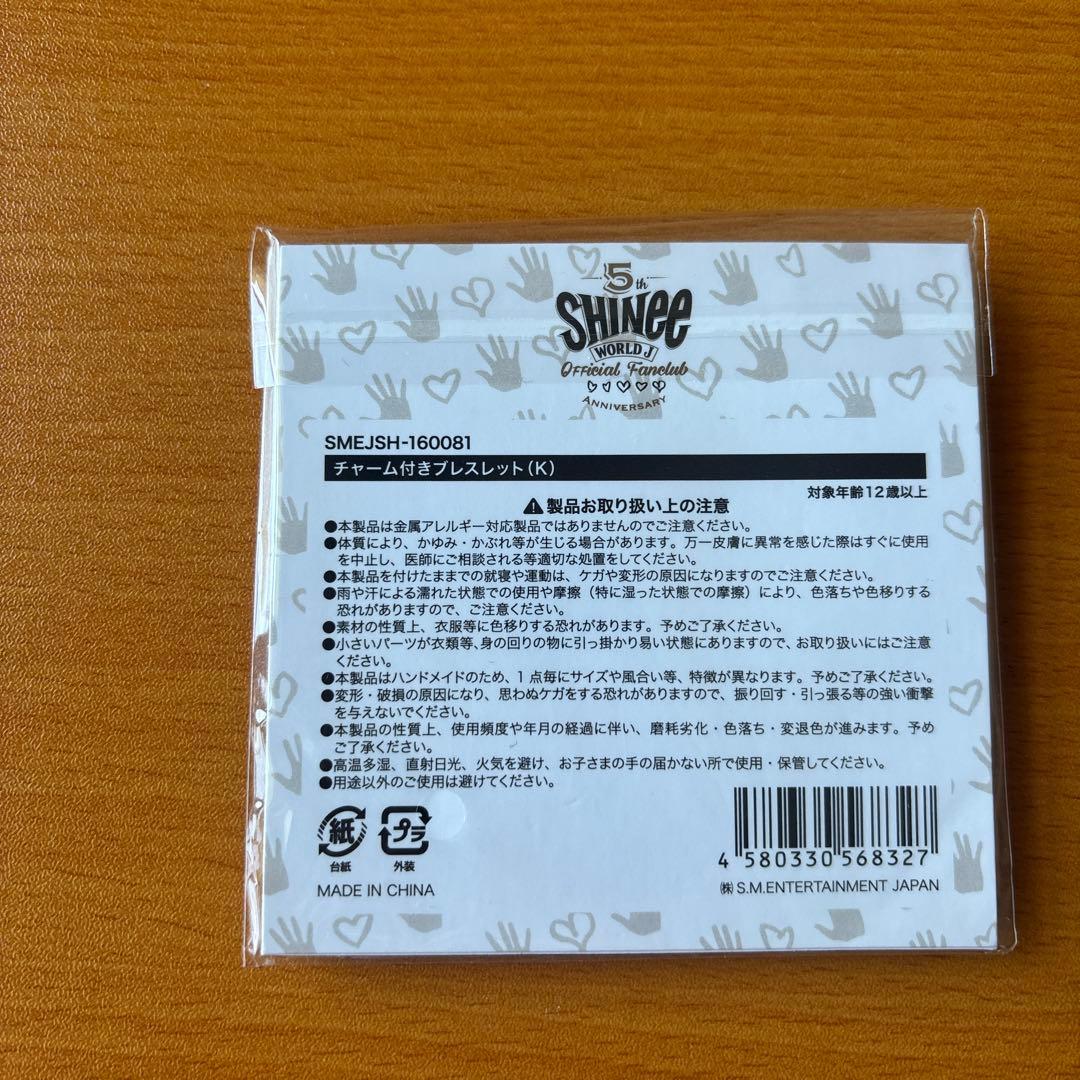 5th
SHINee
WORLD J
Official Fanclub
ANNIVERSARY
SMEJSH-160081
チャーム付きブレスレット(K)
対象年齢12歳以上
製品お取り扱い上の注意
●本製品は金属アレルギー対応製品ではありませんのでご注意ください。
●体質により、かゆみ・かぶれ等が生じる場合があります。万一皮膚に異常を感じた際はすぐに使用
を中止し、医師にご相談される等適切な処置をしてください。
●本製品を付けたままでの就寝や運動は、ケガや変形の原因になりますのでご注意ください。
●雨や汗による濡れた状態での使用や摩擦（特に湿った状態での摩擦）により、色落ちや色移りする
恐れがありますので、ご注意ください。
●素材の性質上、衣服等に色移りする恐れがあります。予めご了承ください。
●小さいパーツが衣類等、身の回りの物に引っ掛かり易い状態にありますので、お取り扱いにはご注意
ください。
●本製品はハンドメイドのため、1点毎にサイズや風合い等、特徴が異なります。予めご了承ください。
●変形・破損の原因になり、思わぬケガをする恐れがありますので、振り回す・引っ張る等の強い衝撃
を与えないでください。
●本製品の性質上、使用頻度や年月の経過に伴い、磨耗劣化・色落ち・変退色が進みます。予め
ご了承ください。
●高温多湿、直射日光、火気を避け、お子さまの手の届かない所で使用・保管してください。
●用途以外のご使用は避けてください。
紙 プラ
台紙 外装
4 580330 568327
MADE IN CHINA
㈱ S.M.ENTERTAINMENT JAPAN